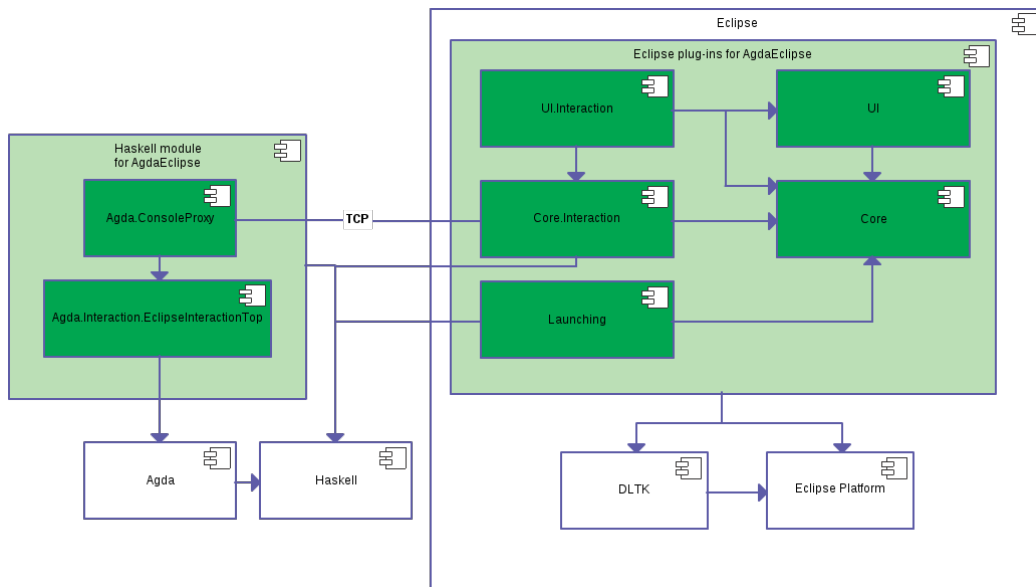 Eclipse
Eclipse plug-ins for AgdaEclipse
UI.Interaction
UI
Haskell module
for AgdaEclipse
Agda.ConsoleProxy
TCP
Core.Interaction
Core
Agda.Interaction.EclipseInteractionTop
Launching
Agda
Haskell
DLTK
Eclipse Platform